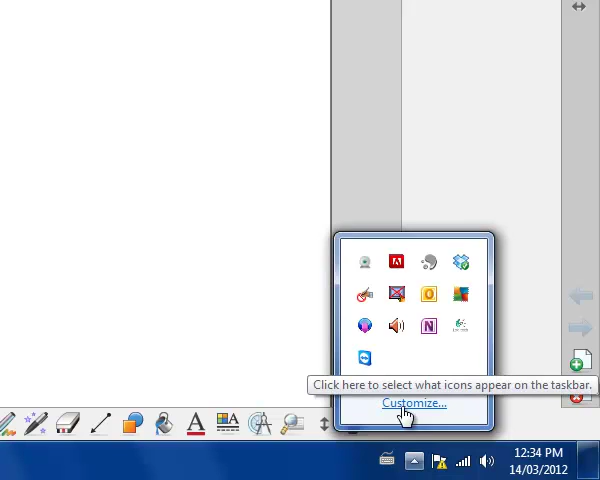 Click here to select what icons appear on the taskbar.
Customize...
12:34 PM
14/03/2012